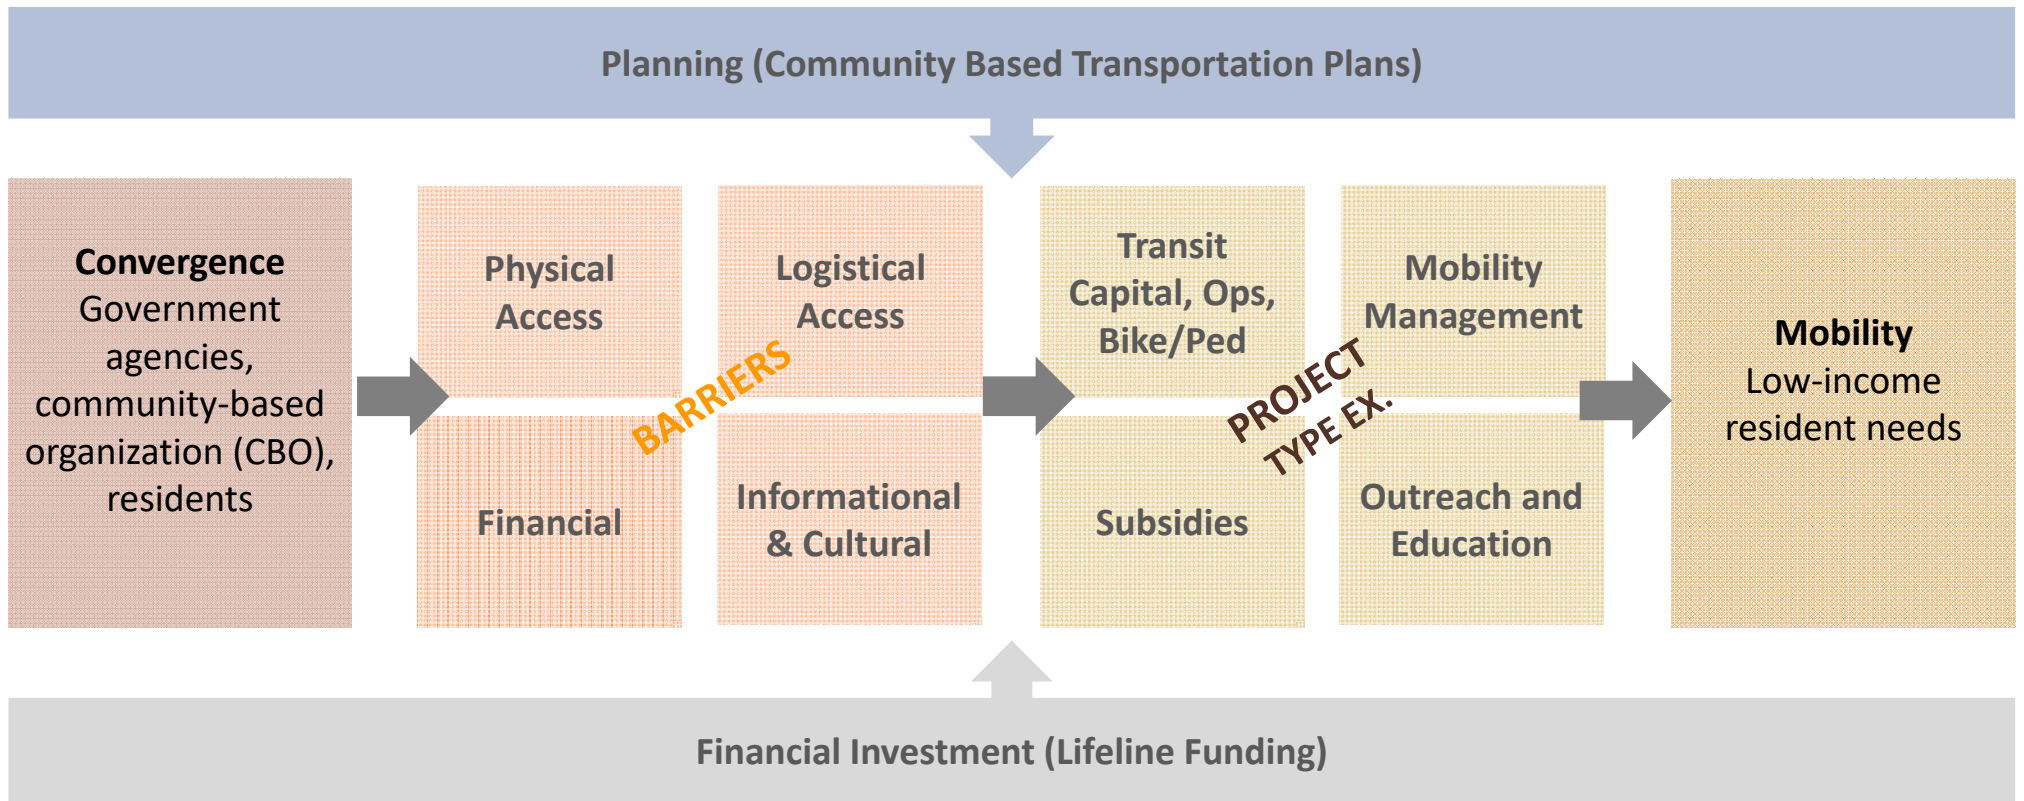 Planning (Community Based Transportation Plans)
Convergence
Government
agencies,
community-based
organization (CBO),
residents
Physical
Access
Logistical
Access
BARRIERS
Financial
Informational
& Cultural
Transit
Capital, Ops,
Bike/Ped
Mobility
Management
PROJECT
TYPE EX.
Subsidies
Outreach and
Education
Mobility
Low-income
resident needs
Financial Investment (Lifeline Funding)